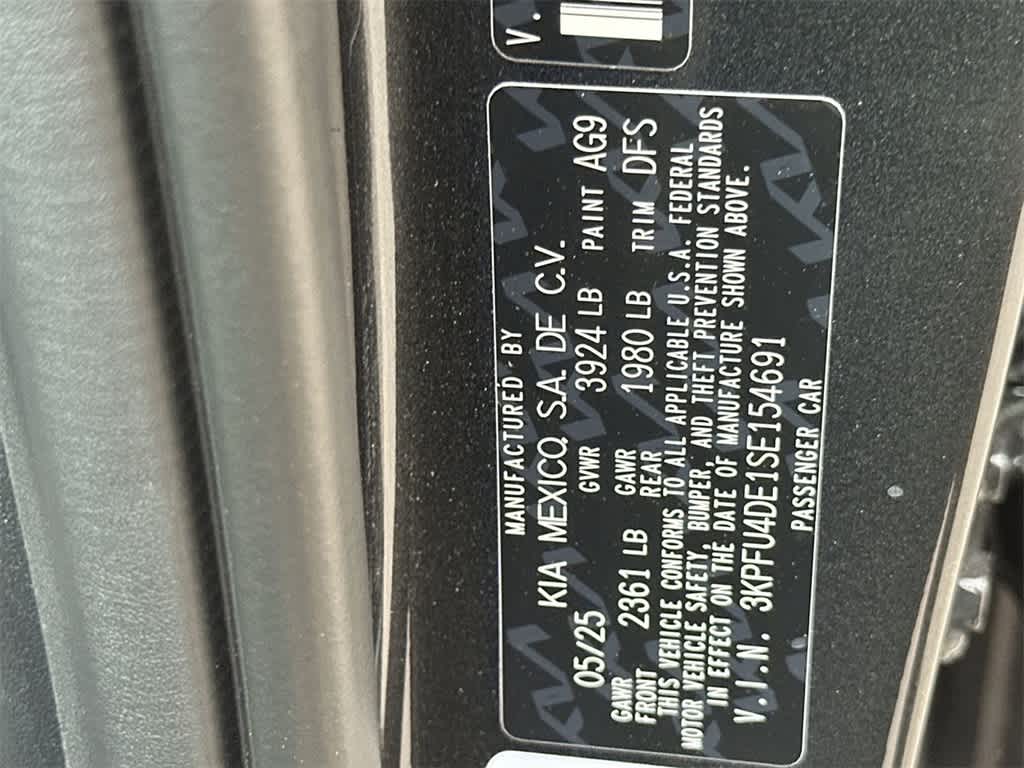 V.
MANUFACTURED BY
KIA MEXICO, S.A. DE C.V.
05/25 GVWR 3924 LB PAINT AG9
GAWR FRONT 2361 LB GAWR REAR 1980 LB TRIM DFS
THIS VEHICLE CONFORMS TO ALL APPLICABLE U.S.A. FEDERAL
MOTOR VEHICLE SAFETY, BUMPER, AND THEFT PREVENTION STANDARDS
IN EFFECT ON THE DATE OF MANUFACTURE SHOWN ABOVE.
V.I.N. 3KPFU4DE1SE154691
PASSENGER CAR